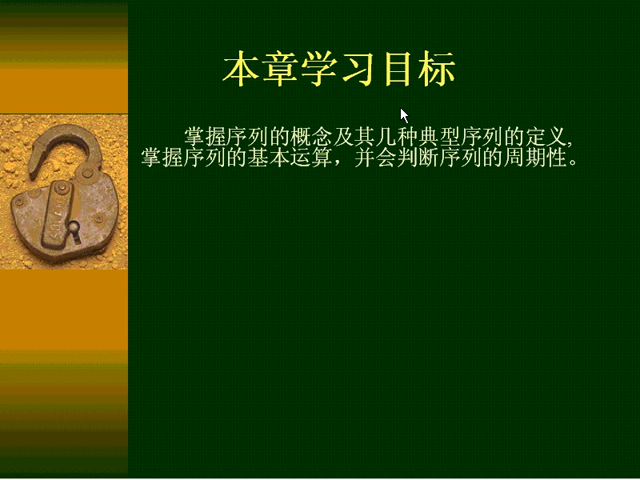 本章学习目标
掌握序列的概念及其几种典型序列的定义,
掌握序列的基本运算，并会判断序列的周期性。